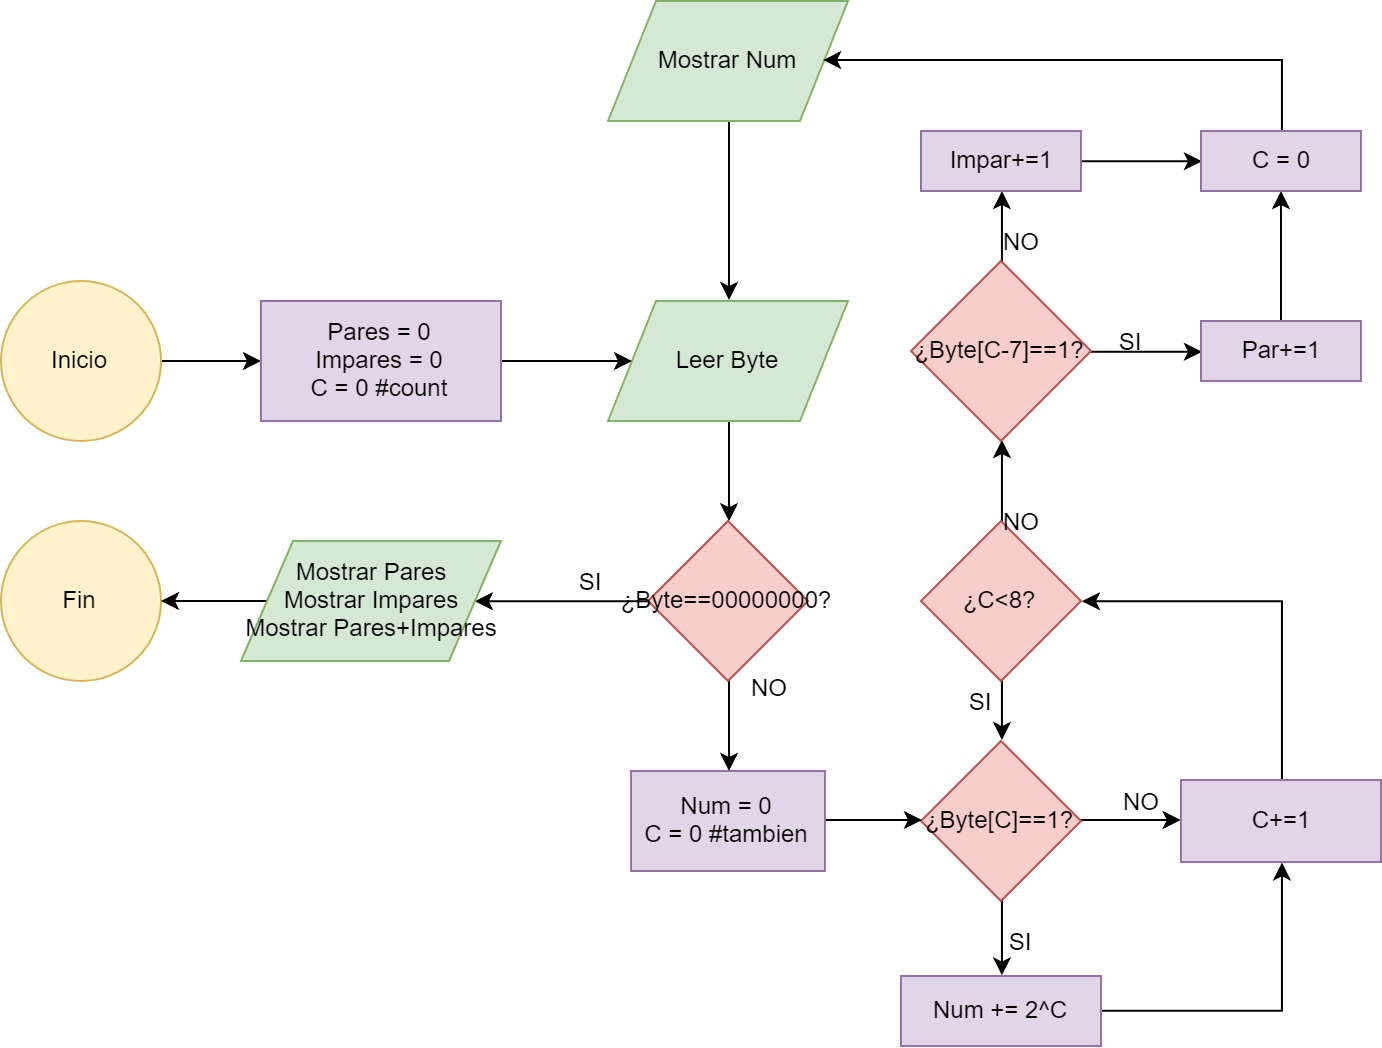 Mostrar Num
Impar+=1
C = 0
NO
Inicio
Pares = 0
Impares = 0
C = 0 #count
Leer Byte
¿Byte[C-7]==1?
SI
Par+=1
NO
Fin
Mostrar Pares
Mostrar Impares
Mostrar Pares+Impares
SI
¿Byte==00000000?
¿C<8?
NO
SI
Num = 0
C = 0 #tambien
¿Byte[C]==1?
NO
C+=1
SI
Num += 2^C